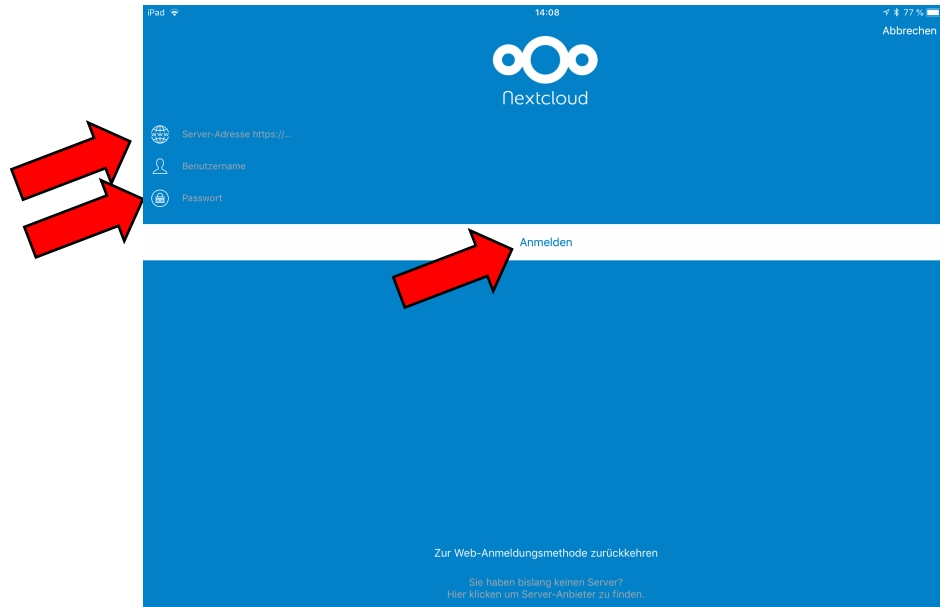 iPad 14:08 77 %
Abbrechen
Nextcloud
www
Server-Adresse https://...
Benutzername
Passwort
Anmelden
Zur Web-Anmeldungsmethode zurückkehren
Sie haben bislang keinen Server?
Hier klicken um Server-Anbieter zu finden.